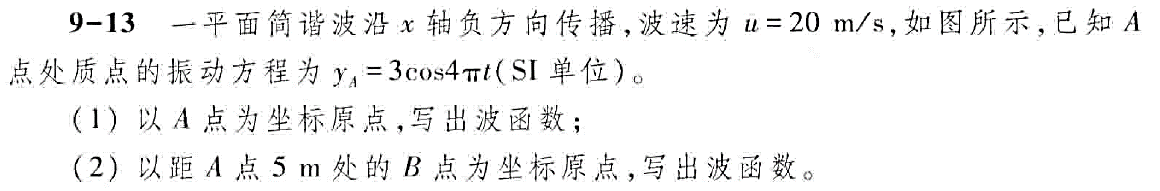 9-13 一平面简谐波沿 x 轴负方向传播,波速为 u=20 m/s,如图所示,已知 A
点处质点的振动方程为 y_A=3cos4πt(SI 单位)。
(1) 以 A 点为坐标原点,写出波函数;
(2) 以距 A 点 5 m 处的 B 点为坐标原点,写出波函数。